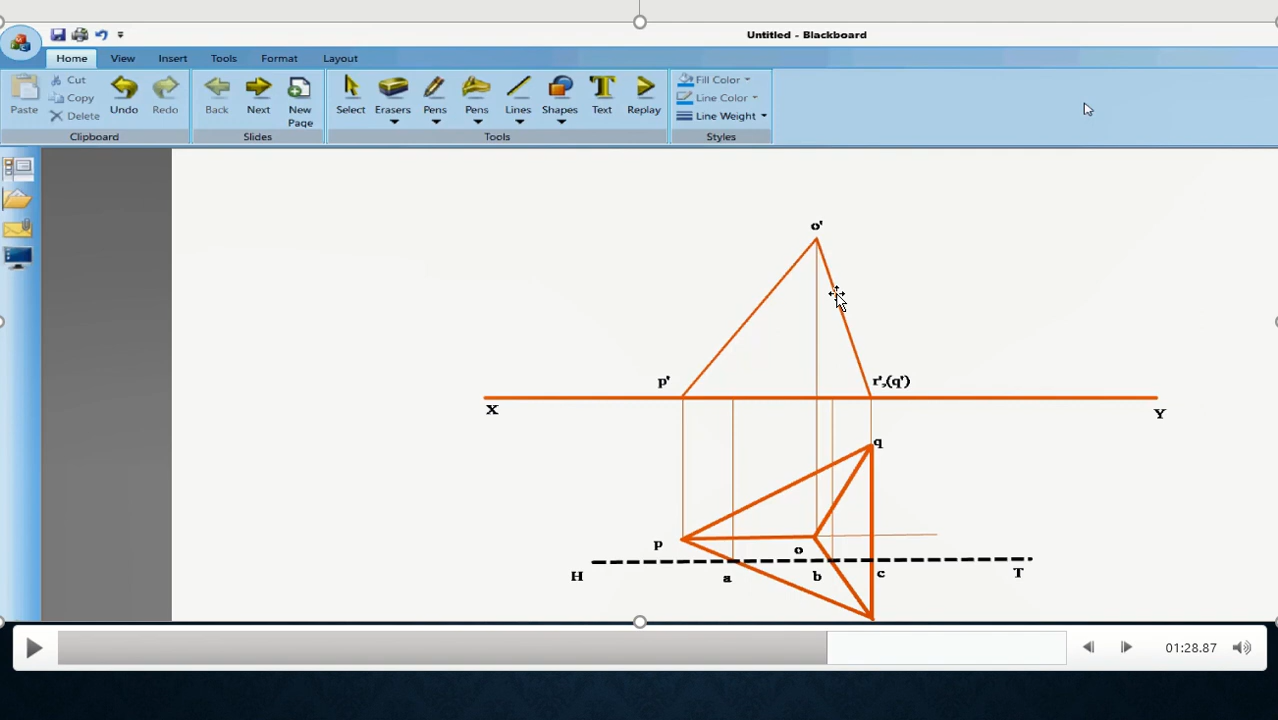 Untitled - Blackboard
Home View Insert Tools Format Layout
Paste Cut Copy Delete Undo Redo Back Next New Page Select Erasers Pens Pens Lines Shapes Text Replay Fill Color Line Color Line Weight
Clipboard Slides Tools Styles
o'
p' r',(q')
X Y
q
p o
H a b c T
01:28.87